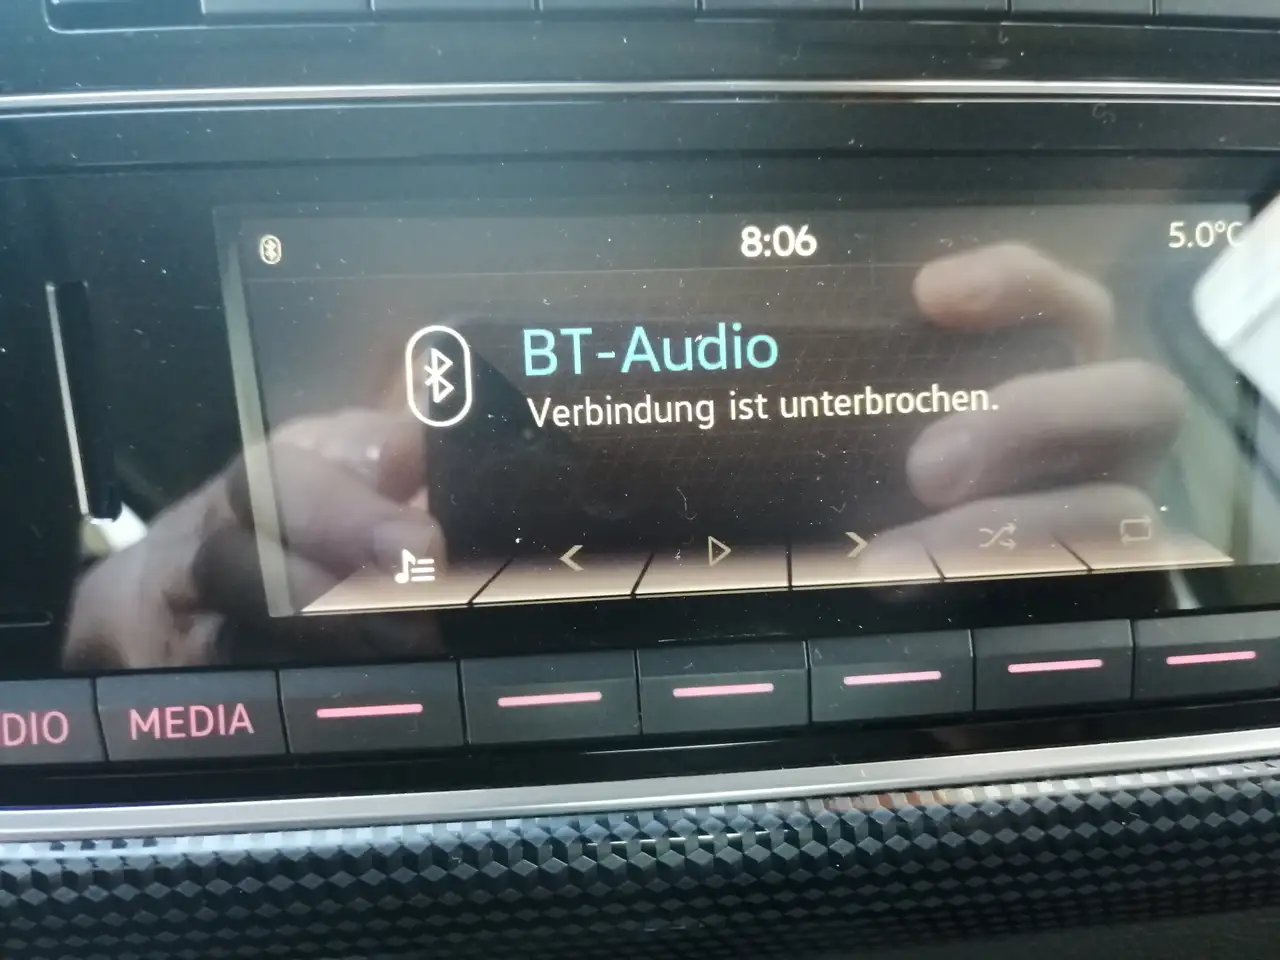 8:06
5.0°C
BT-Audio
Verbindung ist unterbrochen.
DIO
MEDIA